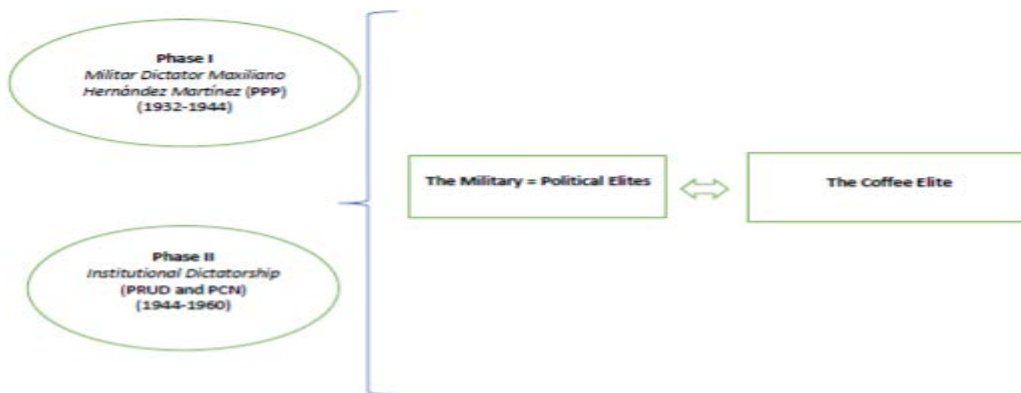 Phase I
Militar Dictator Maxiliano
Hernández Martínez (PPP)
(1932-1944)
The Military = Political Elites
The Coffee Elite
Phase II
Institutional Dictatorship
(PRUD and PCN)
(1944-1960)